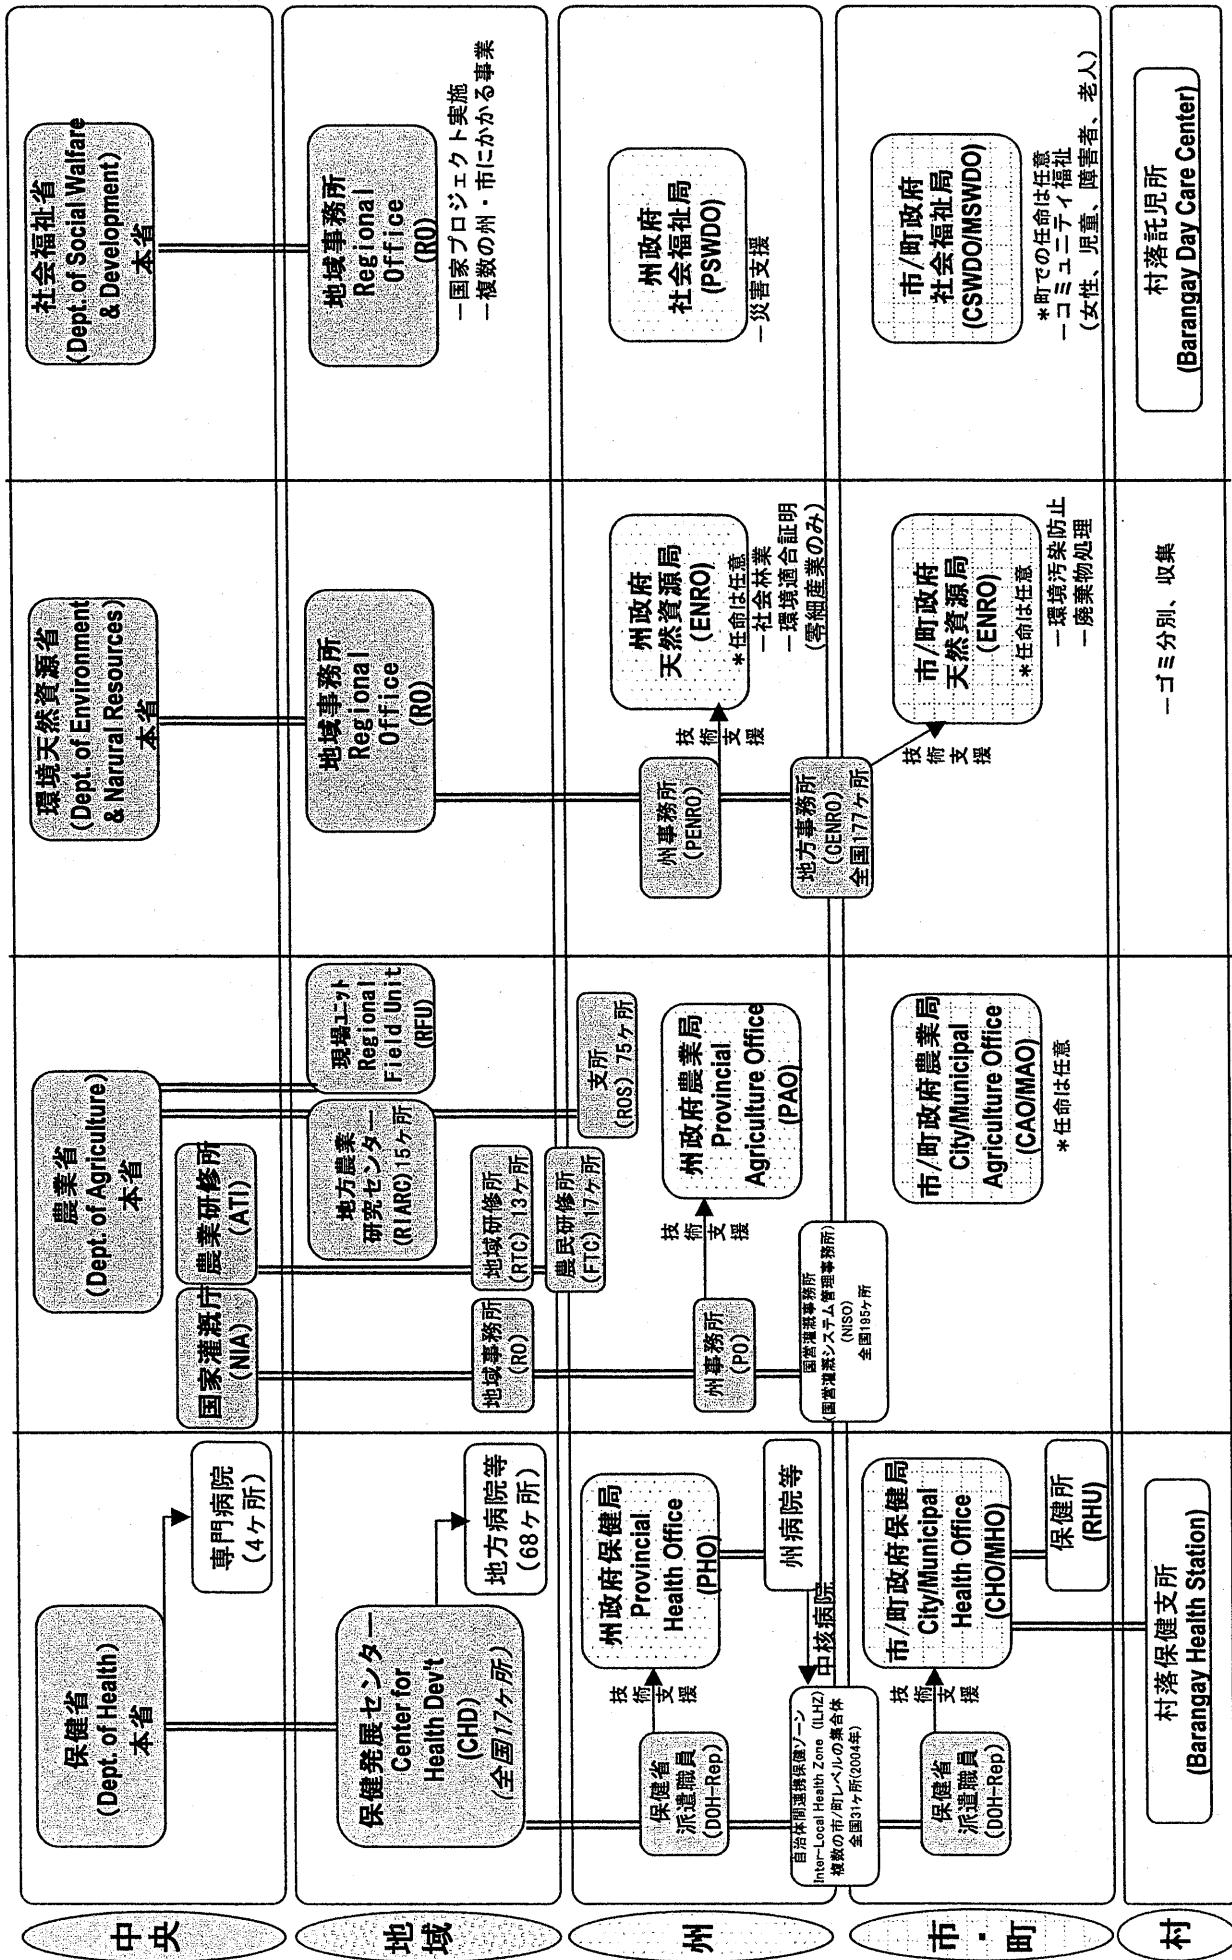 中央
保健省
(Dept. of Health)
本省
専門病院
(4ヶ所)
農業省
(Dept. of Agriculture)
本省
国家灌漑庁
(NIA)
農業研修所
(ATI)
環境天然資源省
(Dept. of Environment
& Narural Resources)
本省
社会福祉省
(Dept. of Social Walfare
& Development)
本省
地域
保健発展センター
Center for
Health Dev't
(CHD)
(全国17ヶ所)
地方病院等
(68ヶ所)
地域事務所
(RO)
地域研修所
(RTC) 13ヶ所
農民研修所
(FTC) 17ヶ所
地方農業
研究センター
(RIARC)15ヶ所
現場ユニット
Regional
Field Unit
(RFU)
地域事務所
Regional
Office
(RO)
地域事務所
Regional
Office
(RO)
―国家プロジェクト実施
―複数の州・市にかかる事業
州
保健省
派遣職員
(DOH-Rep)
技術支援
州政府保健局
Provincial
Health Office
(PHO)
州病院等
中核病院
自治体間連携保健ゾーン
Inter-Local Health Zone (ILHZ)
複数の市/町レベルの集合体
全国31ヶ所(2004年)
州事務所
(PO)
技術支援
州政府農業局
Provincial
Agriculture Office
(PAO)
支所
(ROS) 75ヶ所
国営灌漑事務所
(国営灌漑システム管理事務所)
(NISO)
全国195ヶ所
州事務所
(PENRO)
技術支援
州政府
天然資源局
(ENRO)
*任命は任意
―社会林業
―環境適合証明
(零細産業のみ)
地方事務所
(CENRO)
全国177ヶ所
州政府
社会福祉局
(PSWDO)
―災害支援
市・町
保健省
派遣職員
(DOH-Rep)
技術支援
市/町政府保健局
City/Municipal
Health Office
(CHO/MHO)
保健所
(RHU)
市/町政府農業局
City/Municipal
Agriculture Office
(CAO/MAO)
*任命は任意
技術支援
市/町政府
天然資源局
(ENRO)
*任命は任意
―環境汚染防止
―廃棄物処理
市/町政府
社会福祉局
(CSWDO/MSWDO)
*町での任命は任意
―コミュニティ福祉
(女性、児童、障害者、老人)
村
村落保健支所
(Barangay Health Station)
―ゴミ分別、収集
村落託児所
(Barangay Day Care Center)